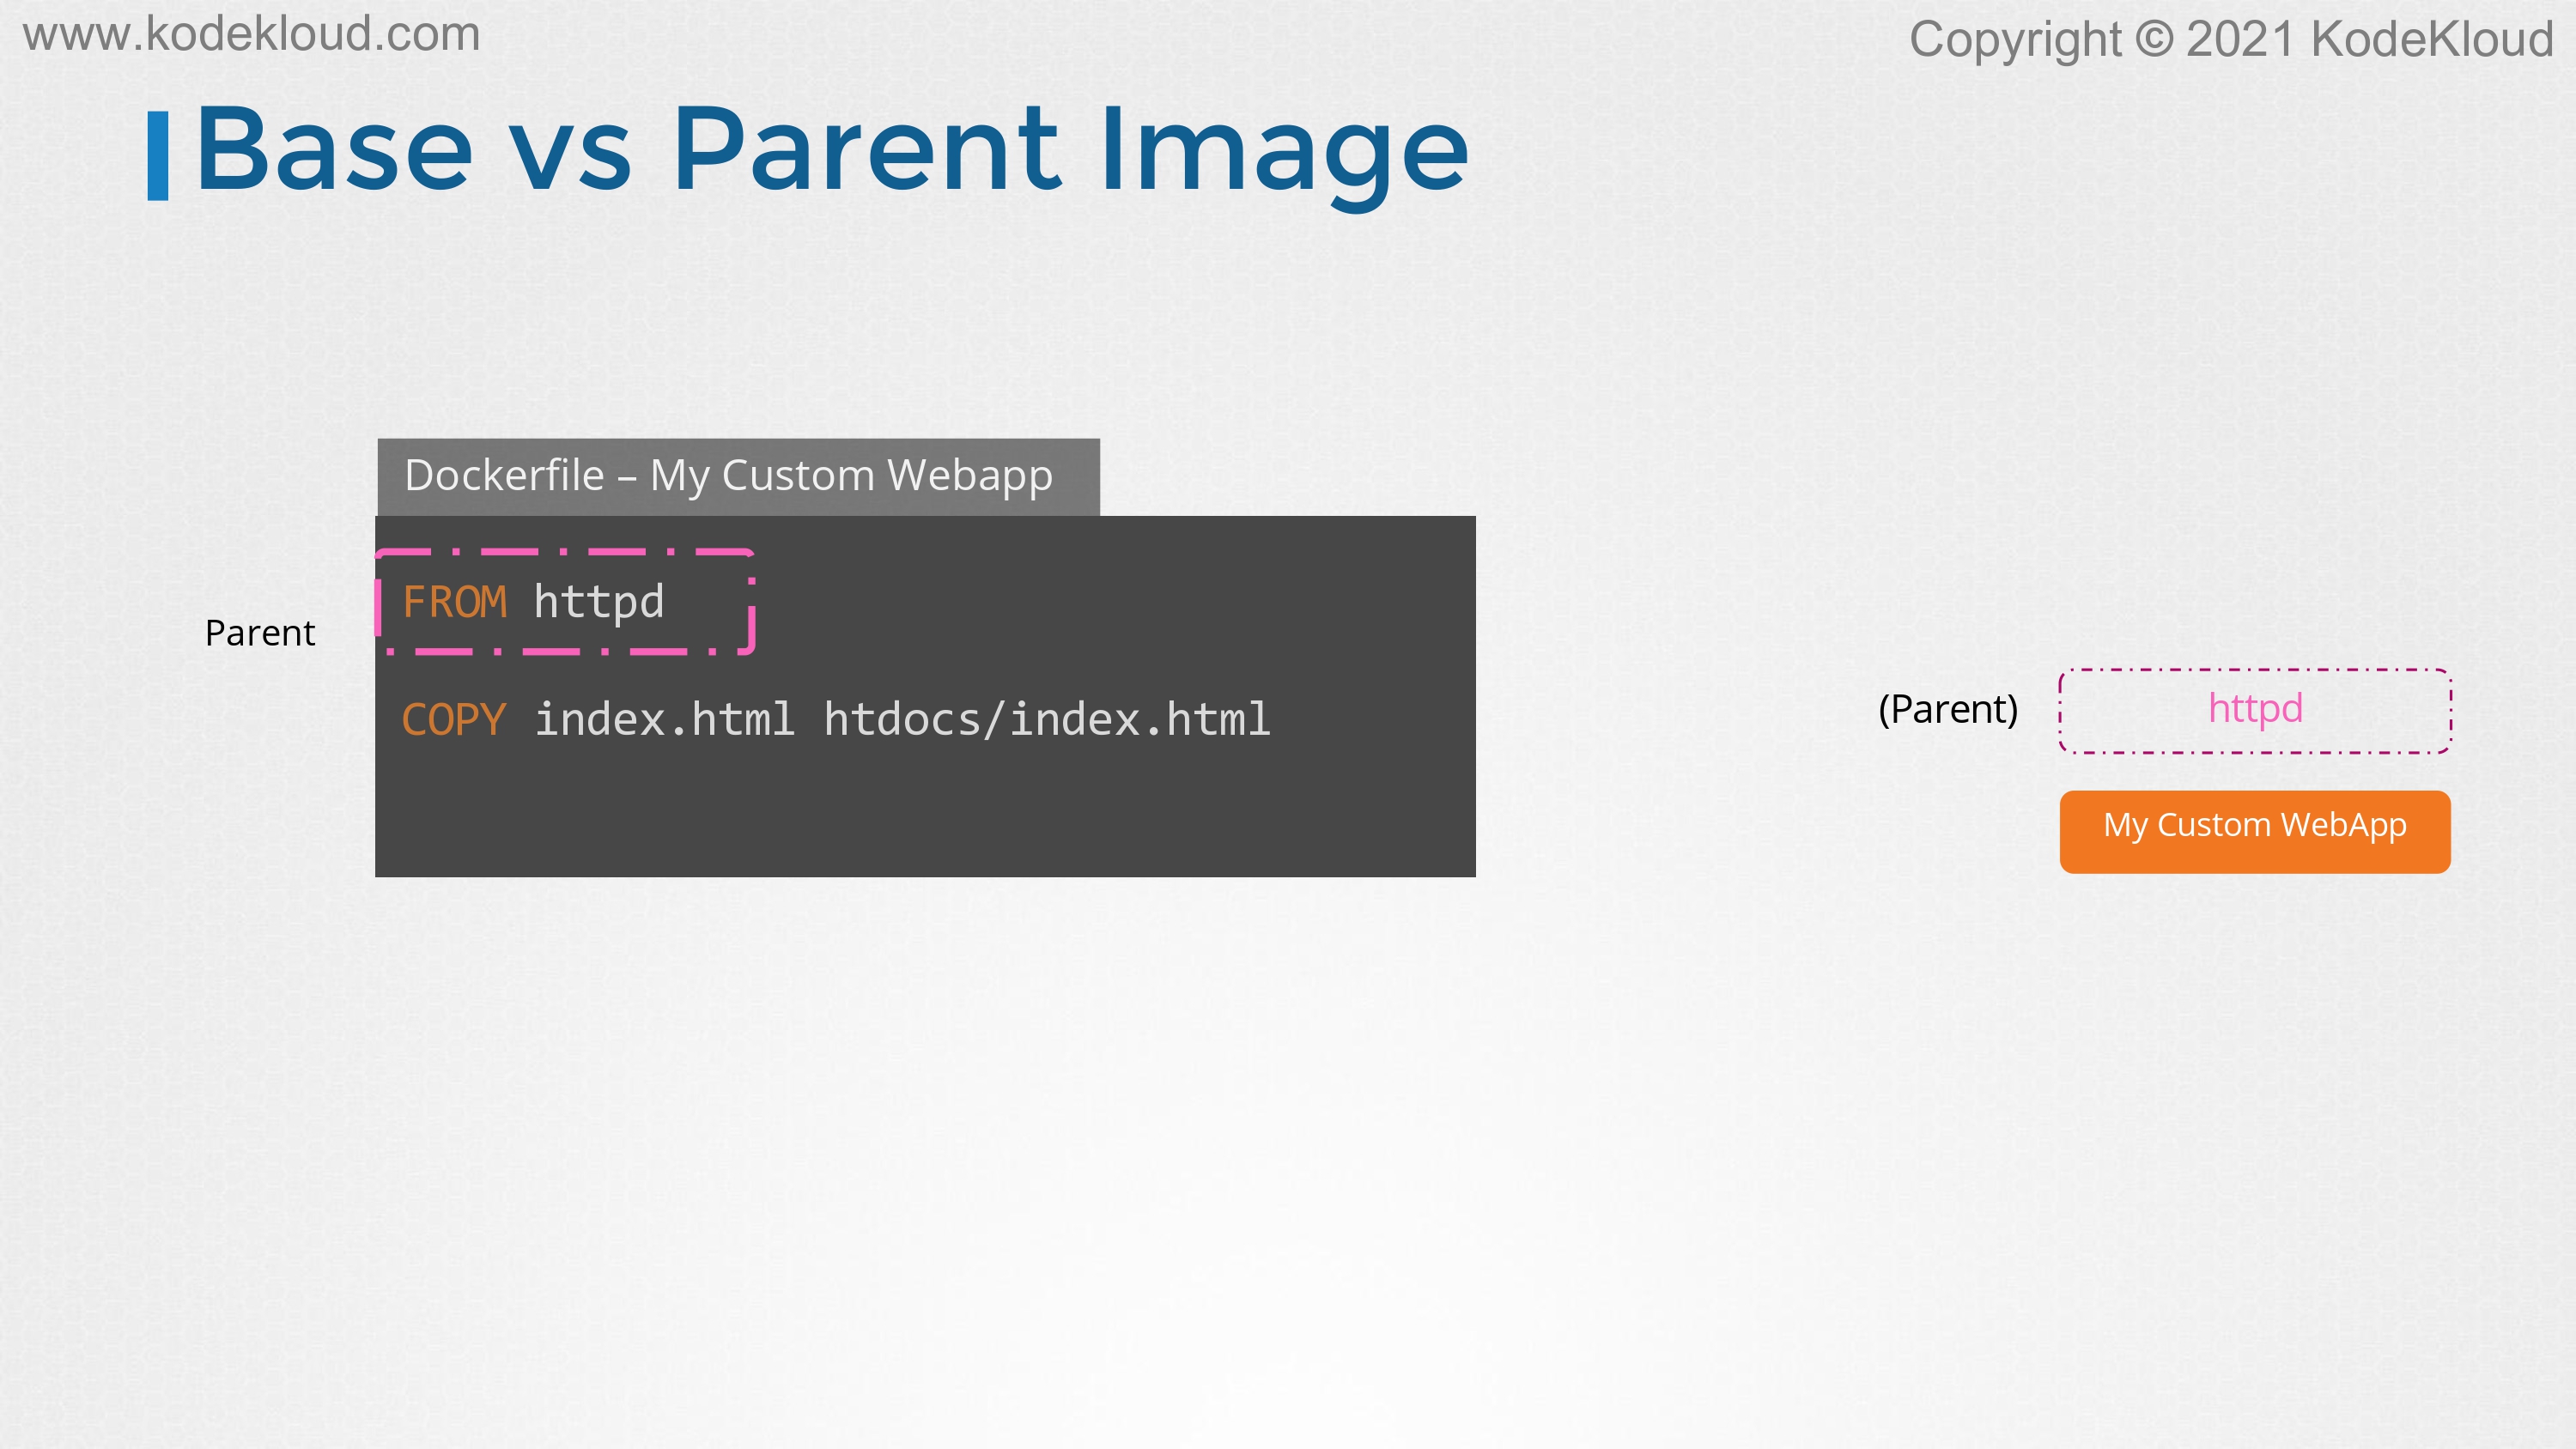 www.kodekloud.com
Copyright © 2021 KodeKloud
Base vs Parent Image
Dockerfile – My Custom Webapp
FROM httpd
Parent
COPY index.html htdocs/index.html
(Parent)
httpd
My Custom WebApp